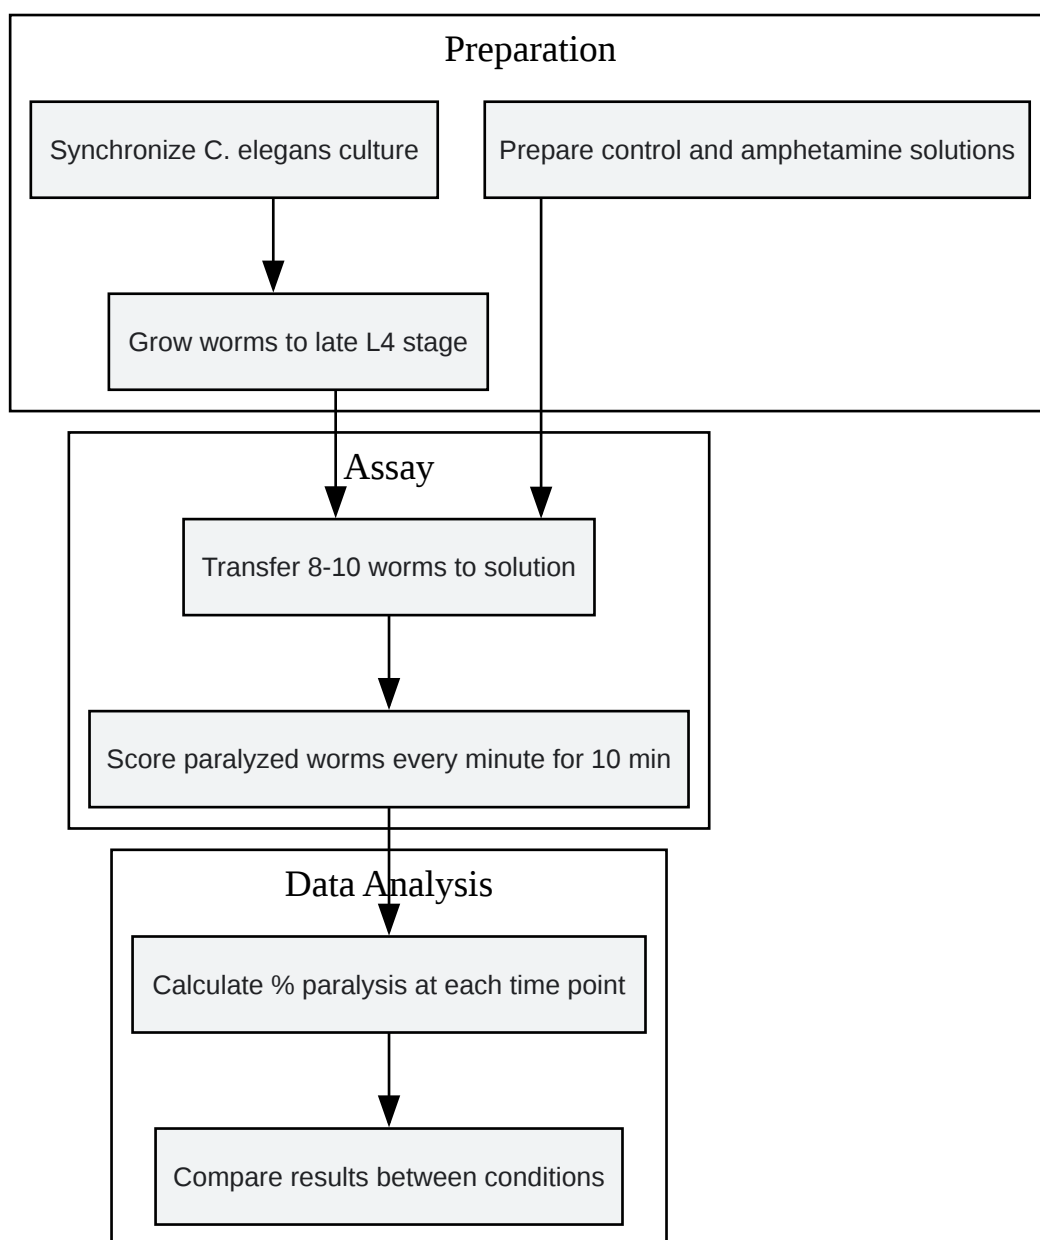 Preparation
Synchronize C. elegans culture
Prepare control and amphetamine solutions
Grow worms to late L4 stage
Assay
Transfer 8-10 worms to solution
Score paralyzed worms every minute for 10 min
Data Analysis
Calculate % paralysis at each time point
Compare results between conditions